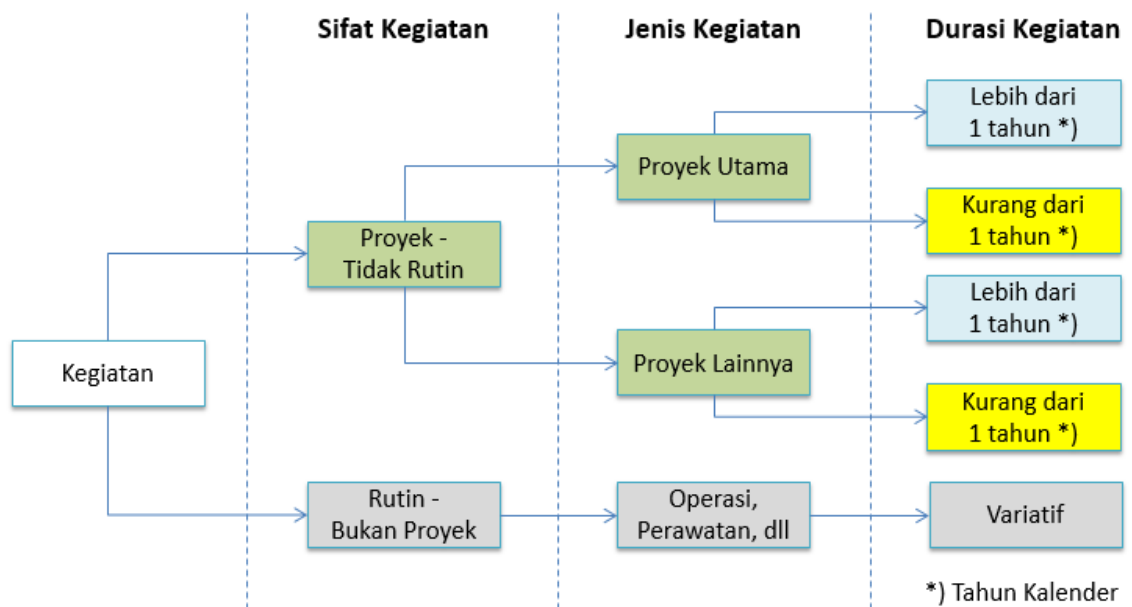 Sifat Kegiatan
Jenis Kegiatan
Durasi Kegiatan
Lebih dari
1 tahun *)
Proyek Utama
Kurang dari
1 tahun *)
Proyek -
Tidak Rutin
Lebih dari
1 tahun *)
Kegiatan
Proyek Lainnya
Kurang dari
1 tahun *)
Rutin -
Bukan Proyek
Operasi,
Perawatan, dll
Variatif
*) Tahun Kalender